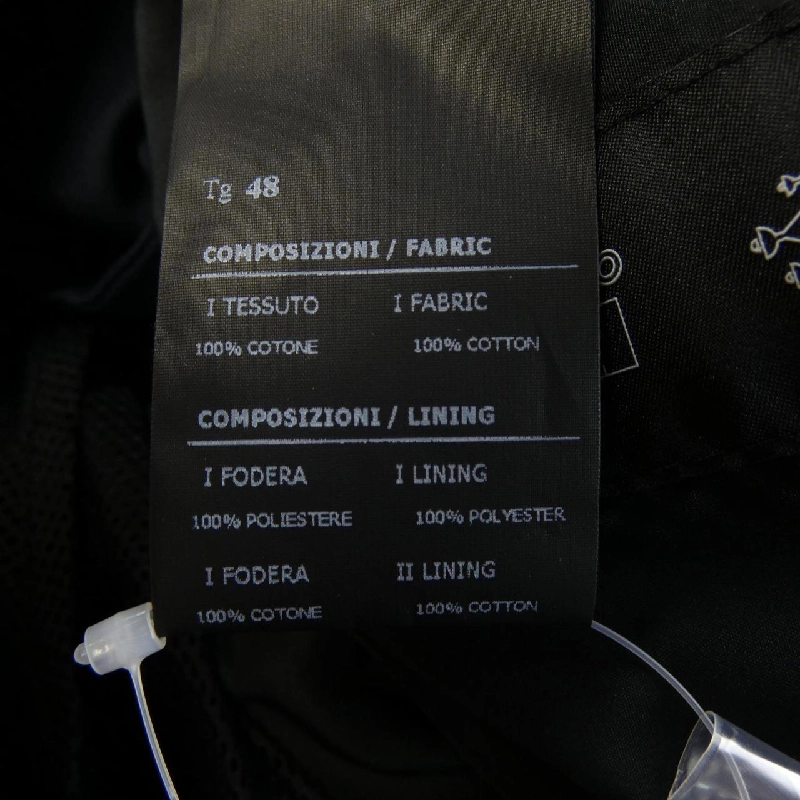 Tg 48
COMPOSIZIONI / FABRIC
I TESSUTO I FABRIC
100% COTONE 100% COTTON
COMPOSIZIONI / LINING
I FODERA I LINING
100% POLIESTERE 100% POLYESTER
I FODERA II LINING
100% COTONE 100% COTTON